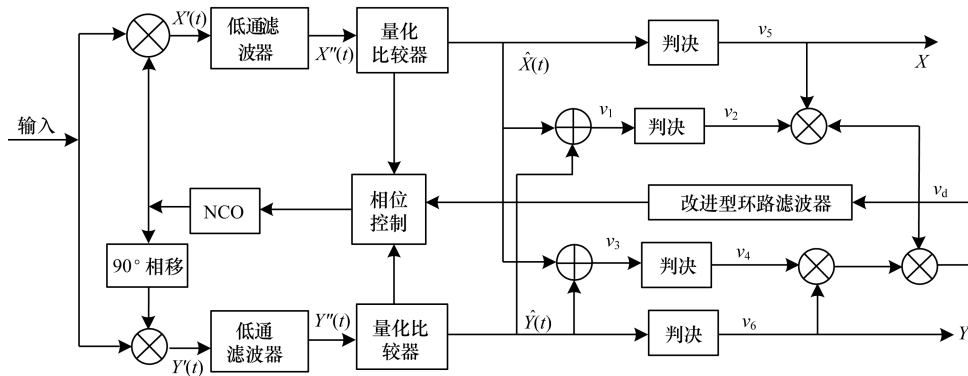 X′(t)
低通滤
波器
X″(t)
量化
比较器
X̂(t)
判决
v5
X
输入
v1
判决
v2
NCO
相位
控制
改进型环路滤波器
vd
90°相移
v3
判决
v4
Y′(t)
低通
滤波器
Y″(t)
量化比
较器
Ŷ(t)
判决
v6
Y